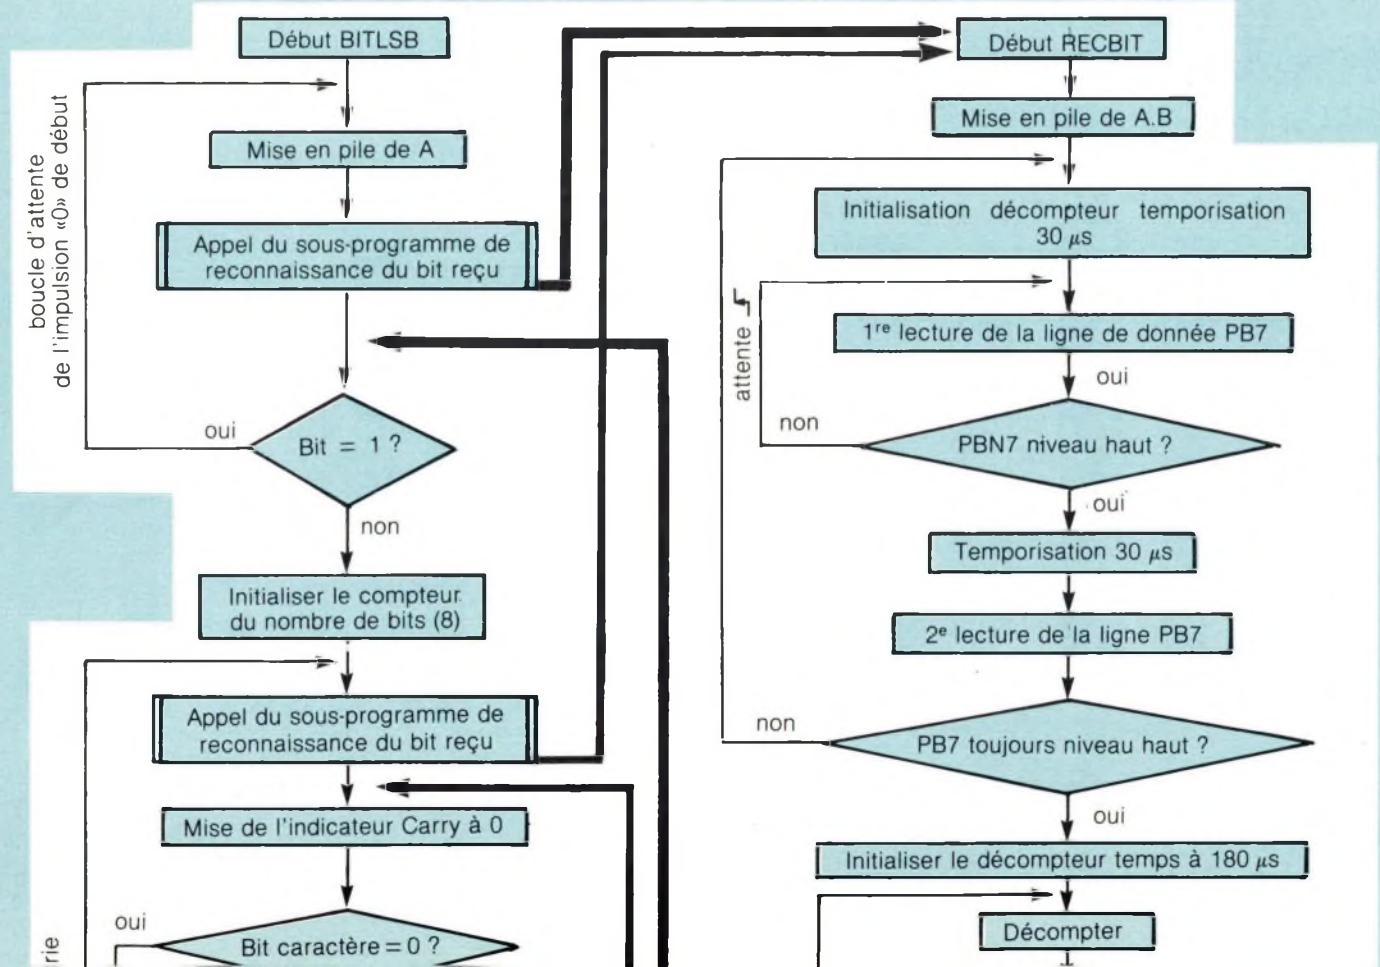 Début BITLSB
boucle d'attente
de l'impulsion «0» de début
Mise en pile de A
Appel du sous-programme de
reconnaissance du bit reçu
oui
Bit = 1 ?
non
Initialiser le compteur
du nombre de bits (8)
Appel du sous-programme de
reconnaissance du bit reçu
Mise de l'indicateur Carry à 0
oui
Bit caractère = 0 ?
Début RECBIT
Mise en pile de A.B
Initialisation décompteur temporisation
30 µs
attente
1re lecture de la ligne de donnée PB7
oui
non
PBN7 niveau haut ?
oui
Temporisation 30 µs
2e lecture de la ligne PB7
non
PB7 toujours niveau haut ?
oui
Initialiser le décompteur temps à 180 µs
Décompter